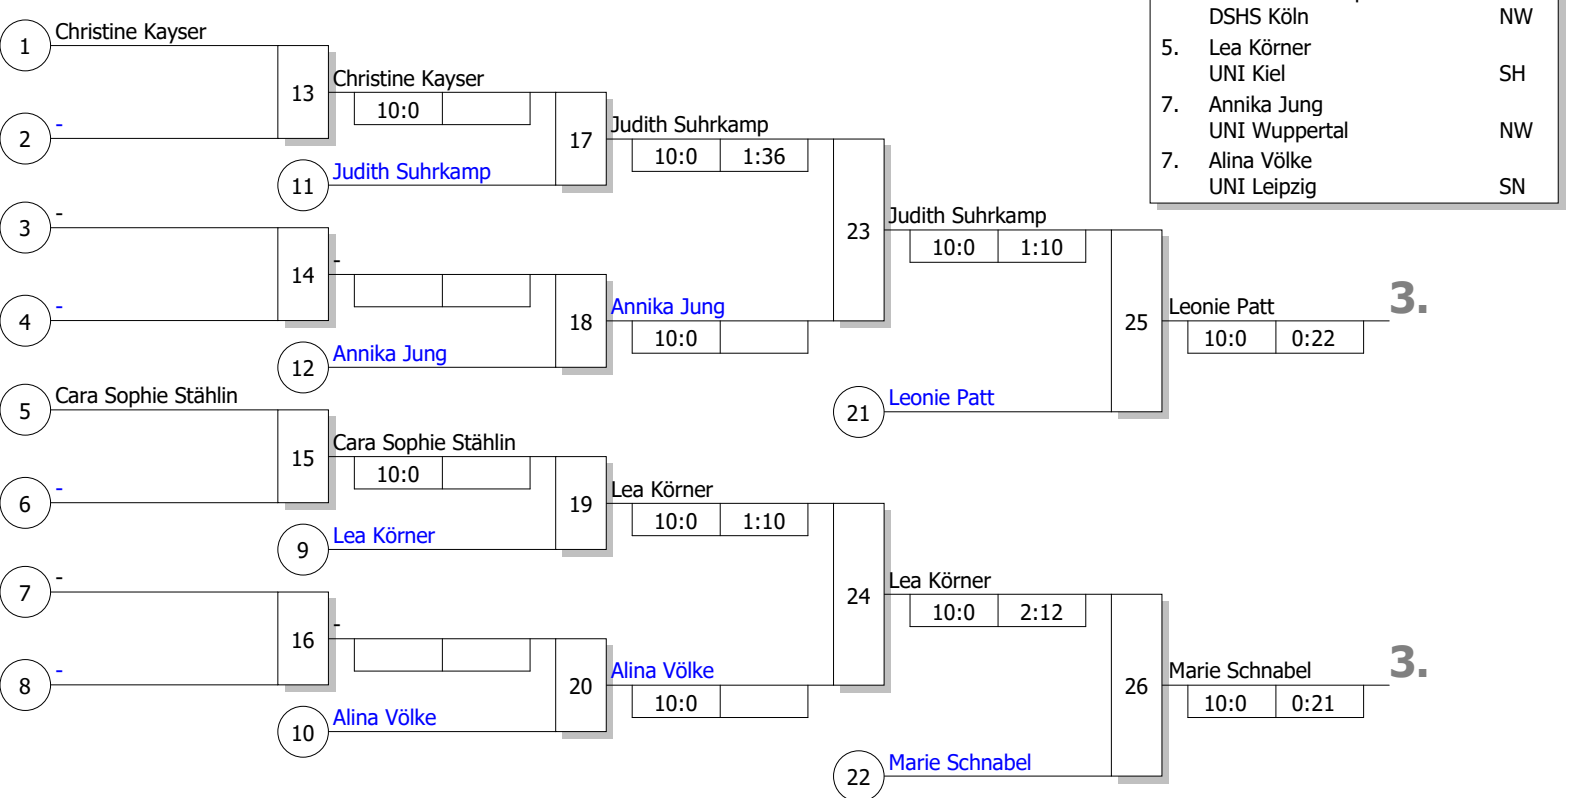 DSHS Köln NW
5. Lea Körner
UNI Kiel SH
7. Annika Jung
UNI Wuppertal NW
7. Alina Völke
UNI Leipzig SN
1 Christine Kayser
2 -
13 Christine Kayser
10:0
11 Judith Suhrkamp
17 Judith Suhrkamp
10:0 1:36
3 -
4 -
14 -
12 Annika Jung
18 Annika Jung
10:0
23 Judith Suhrkamp
10:0 1:10
21 Leonie Patt
25 Leonie Patt 3.
10:0 0:22
5 Cara Sophie Stählin
6 -
15 Cara Sophie Stählin
10:0
9 Lea Körner
19 Lea Körner
10:0 1:10
7 -
8 -
16 -
10 Alina Völke
20 Alina Völke
10:0
24 Lea Körner
10:0 2:12
22 Marie Schnabel
26 Marie Schnabel 3.
10:0 0:21